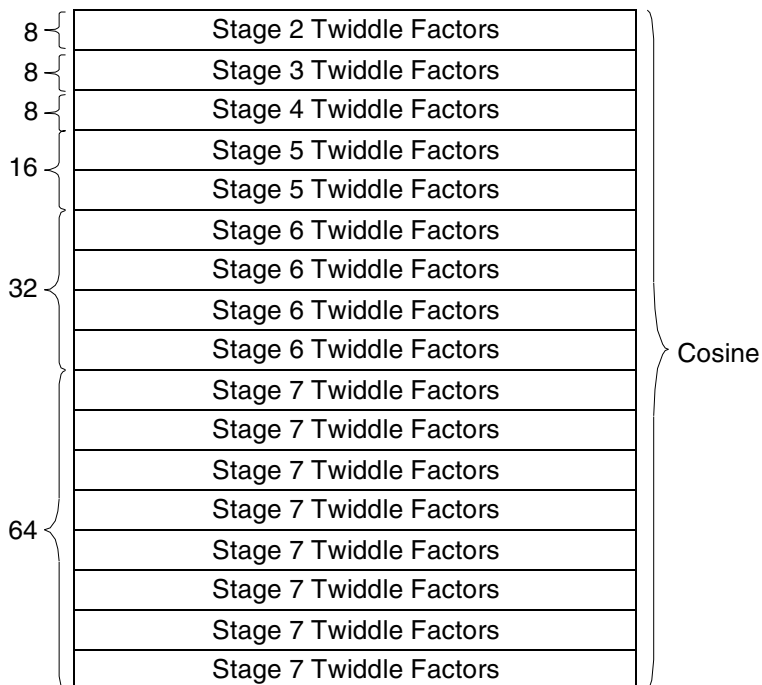 8 Stage 2 Twiddle Factors
8 Stage 3 Twiddle Factors
8 Stage 4 Twiddle Factors
Stage 5 Twiddle Factors
16
Stage 5 Twiddle Factors
Stage 6 Twiddle Factors
Stage 6 Twiddle Factors
32
Stage 6 Twiddle Factors
Stage 6 Twiddle Factors
Cosine
Stage 7 Twiddle Factors
Stage 7 Twiddle Factors
Stage 7 Twiddle Factors
Stage 7 Twiddle Factors
64
Stage 7 Twiddle Factors
Stage 7 Twiddle Factors
Stage 7 Twiddle Factors
Stage 7 Twiddle Factors